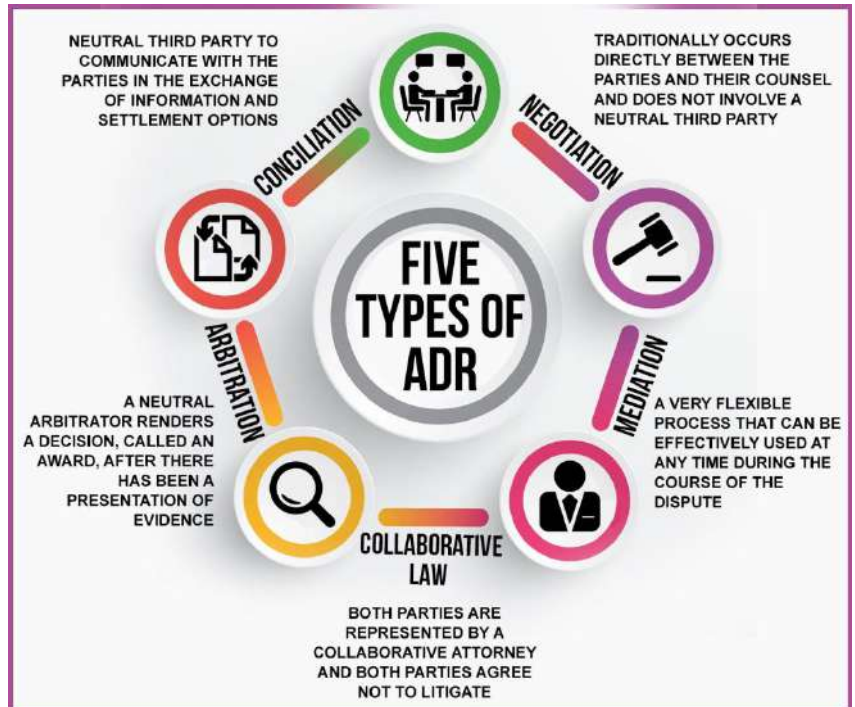 NEUTRAL THIRD PARTY TO
COMMUNICATE WITH THE
PARTIES IN THE EXCHANGE
OF INFORMATION AND
SETTLEMENT OPTIONS
CONCILIATION
TRADITIONALLY OCCURS
DIRECTLY BETWEEN THE
PARTIES AND THEIR COUNSEL
AND DOES NOT INVOLVE A
NEUTRAL THIRD PARTY
NEGOTIATION
FIVE
TYPES OF
ADR
ARBITRATION
A NEUTRAL
ARBITRATOR RENDERS
A DECISION, CALLED AN
AWARD, AFTER THERE
HAS BEEN A
PRESENTATION OF
EVIDENCE
MEDIATION
A VERY FLEXIBLE
PROCESS THAT CAN BE
EFFECTIVELY USED AT
ANY TIME DURING THE
COURSE OF THE
DISPUTE
COLLABORATIVE
LAW
BOTH PARTIES ARE
REPRESENTED BY A
COLLABORATIVE ATTORNEY
AND BOTH PARTIES AGREE
NOT TO LITIGATE